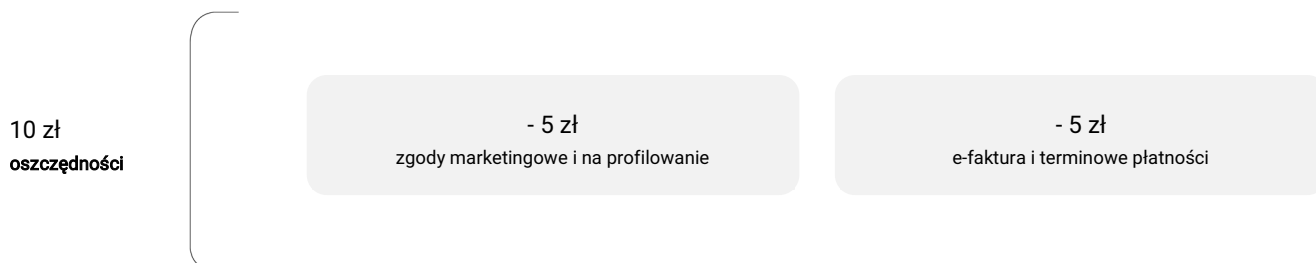 10 zł
oszczędności
- 5 zł
zgody marketingowe i na profilowanie
- 5 zł
e-faktura i terminowe płatności